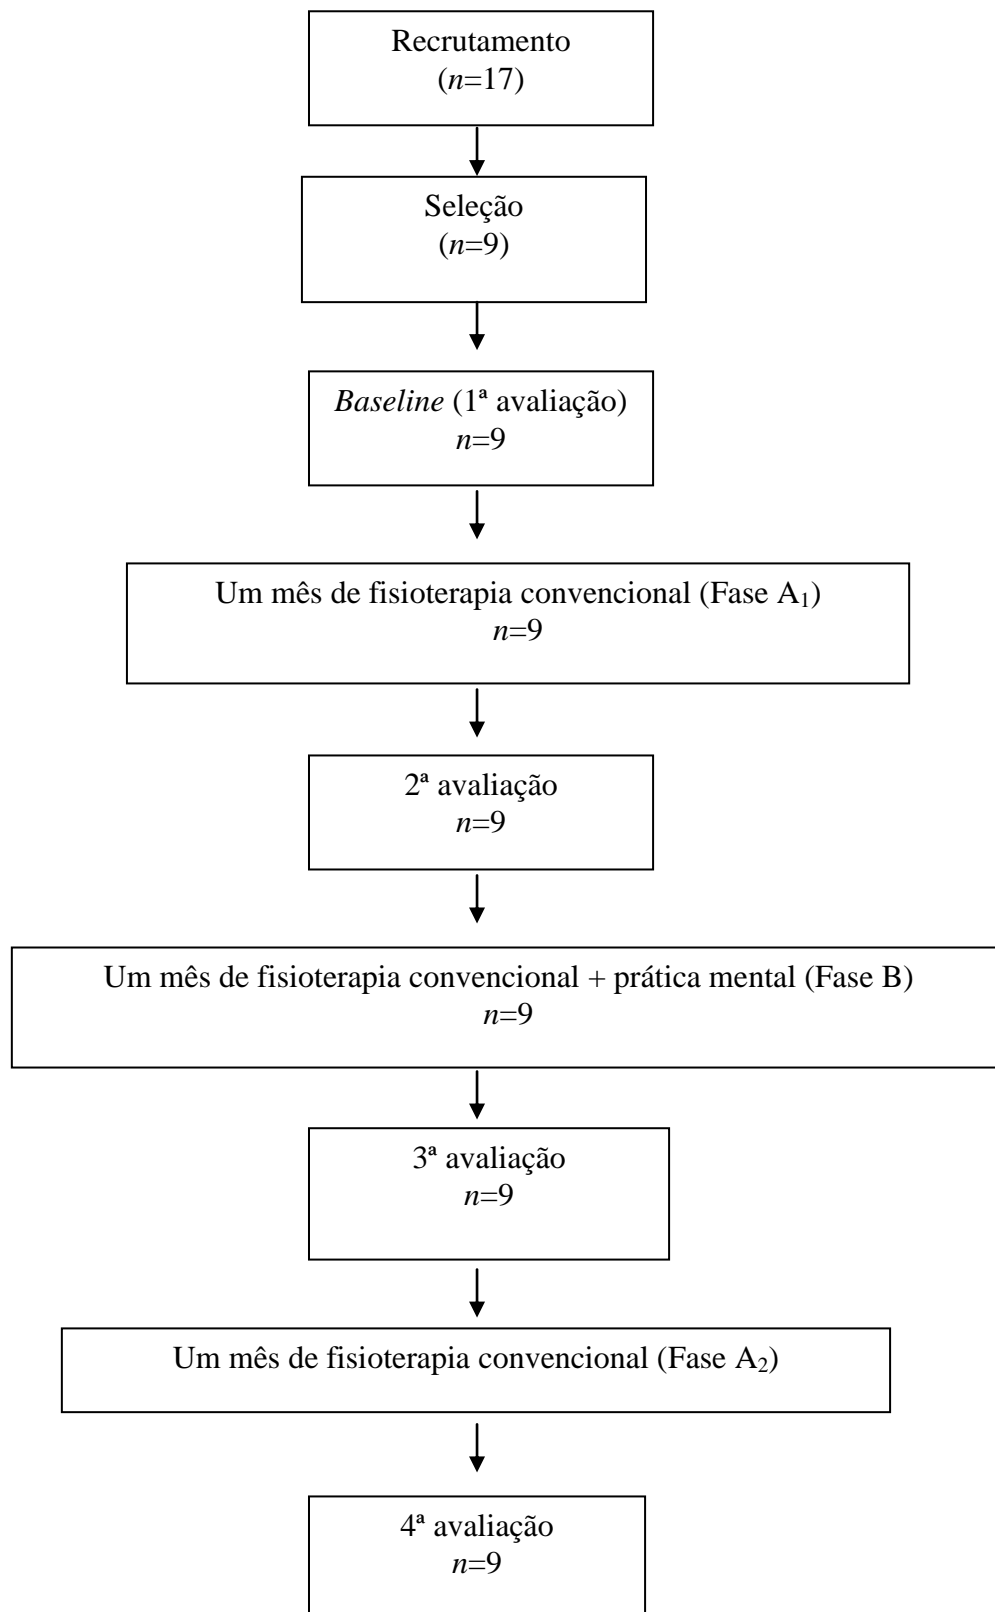 Recrutamento
(n=17)
Seleção
(n=9)
Baseline (1ª avaliação)
n=9
Um mês de fisioterapia convencional (Fase A₁)
n=9
2ª avaliação
n=9
Um mês de fisioterapia convencional + prática mental (Fase B)
n=9
3ª avaliação
n=9
Um mês de fisioterapia convencional (Fase A₂)
4ª avaliação
n=9